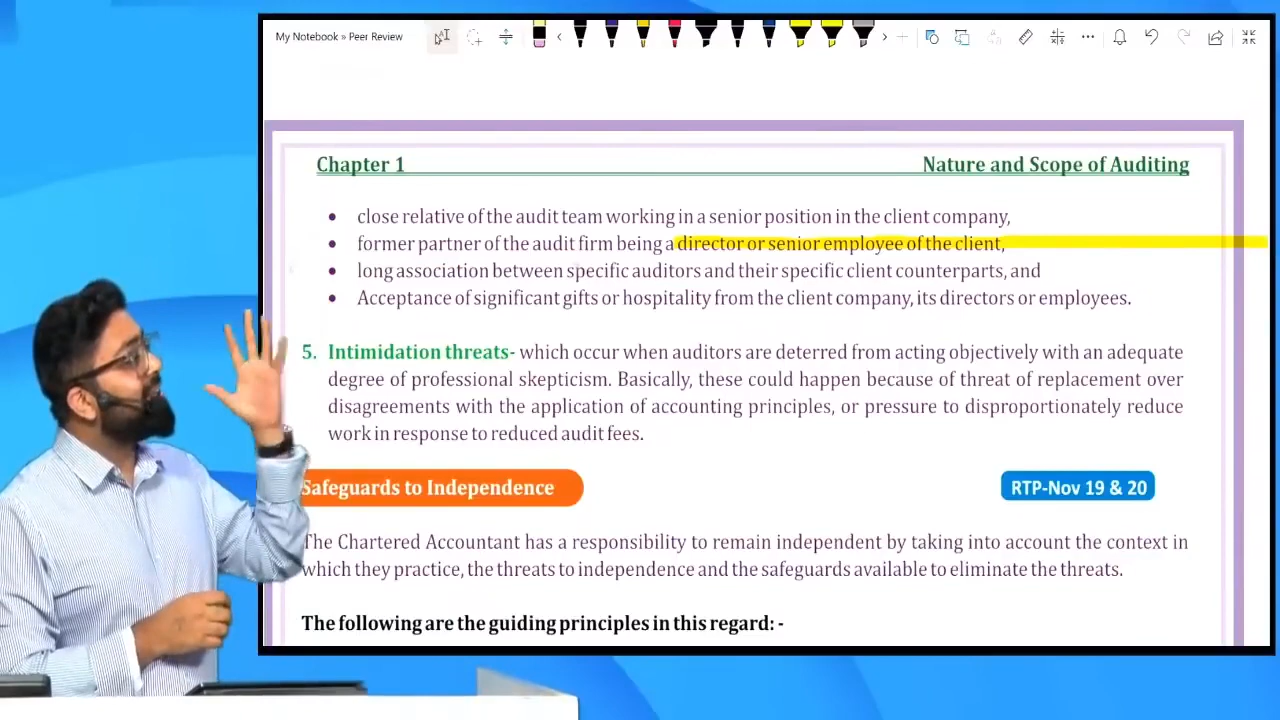 My Notebook » Peer Review
Chapter 1
Nature and Scope of Auditing
• close relative of the audit team working in a senior position in the client company,
• former partner of the audit firm being a director or senior employee of the client,
• long association between specific auditors and their specific client counterparts, and
• Acceptance of significant gifts or hospitality from the client company, its directors or employees.
5. Intimidation threats- which occur when auditors are deterred from acting objectively with an adequate
degree of professional skepticism. Basically, these could happen because of threat of replacement over
disagreements with the application of accounting principles, or pressure to disproportionately reduce
work in response to reduced audit fees.
Safeguards to Independence
RTP-Nov 19 & 20
The Chartered Accountant has a responsibility to remain independent by taking into account the context in
which they practice, the threats to independence and the safeguards available to eliminate the threats.
The following are the guiding principles in this regard: -